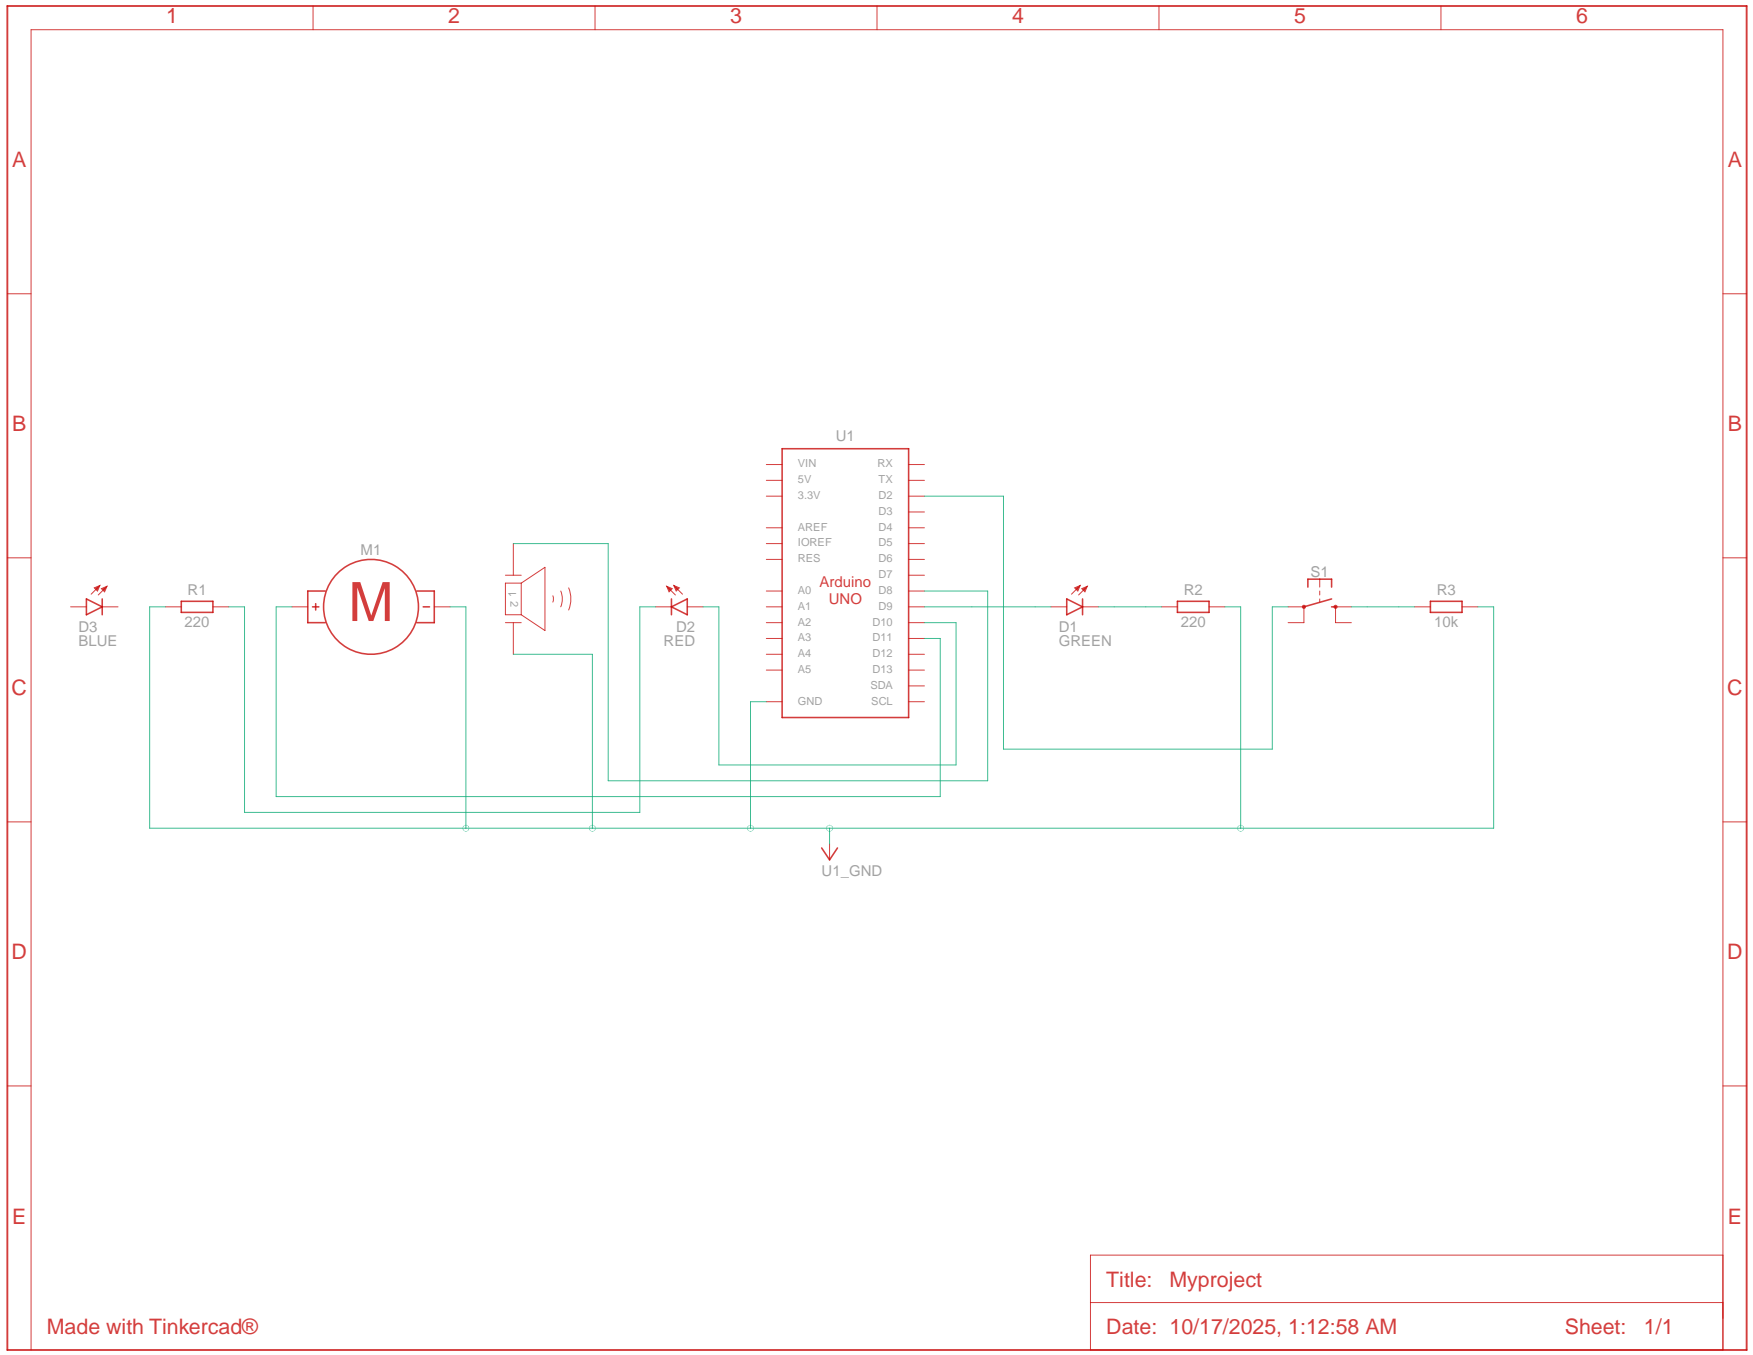 1 2 3 4 5 6
A A
B B
C C
D D
E E
U1
VIN RX
5V TX
3.3V D2
D3
AREF D4
IOREF D5
RES D6
D7
Arduino
UNO
A0 D8
A1 D9
A2 D10
A3 D11
A4 D12
A5 D13
SDA
GND SCL
D3
BLUE
R1
220
M1
+ M -
1 2
D2
RED
D1
GREEN
R2
220
S1
R3
10k
U1_GND
Title: Myproject
Date: 10/17/2025, 1:12:58 AM Sheet: 1/1
Made with Tinkercad®